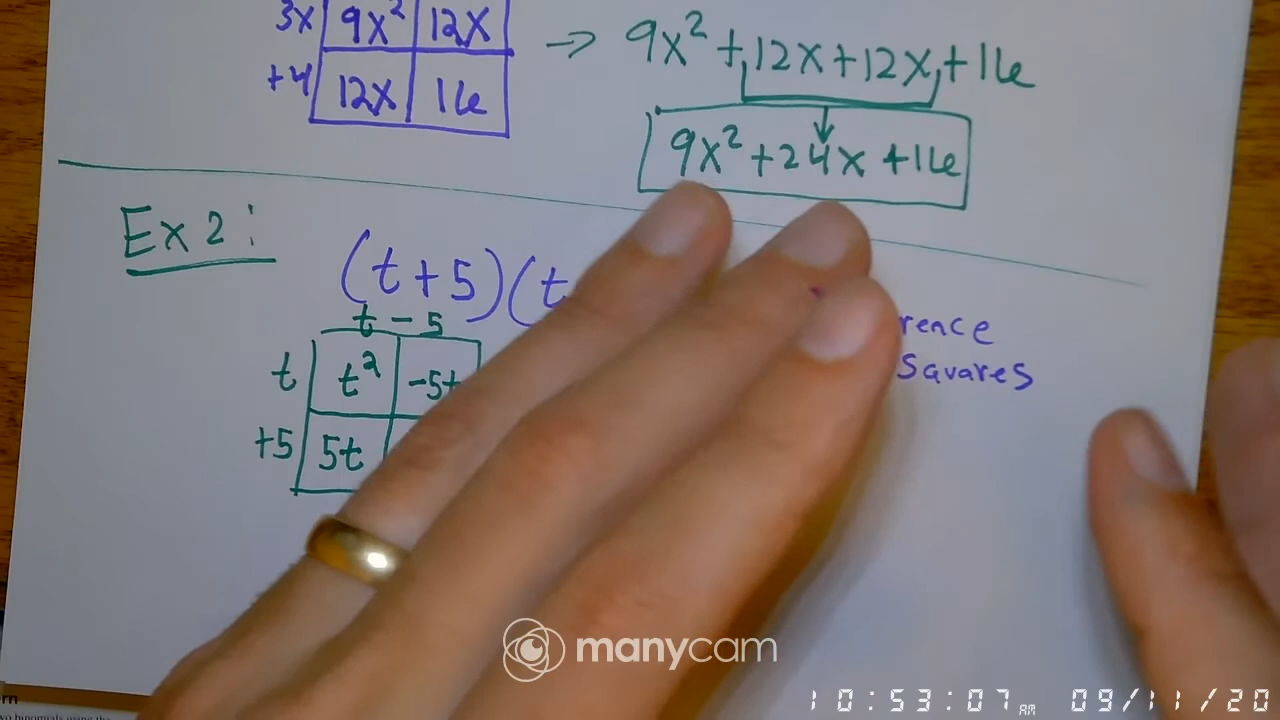 3x 9x² 12x
+4 12x 16
→ 9x² + 12x + 12x + 16
9x² + 24x + 16
Ex 2:
(t + 5)(t
rence
Squares
t - 5
t t² -5t
+5 5t
manycam
10:53:07 AM 09/11/20
rn